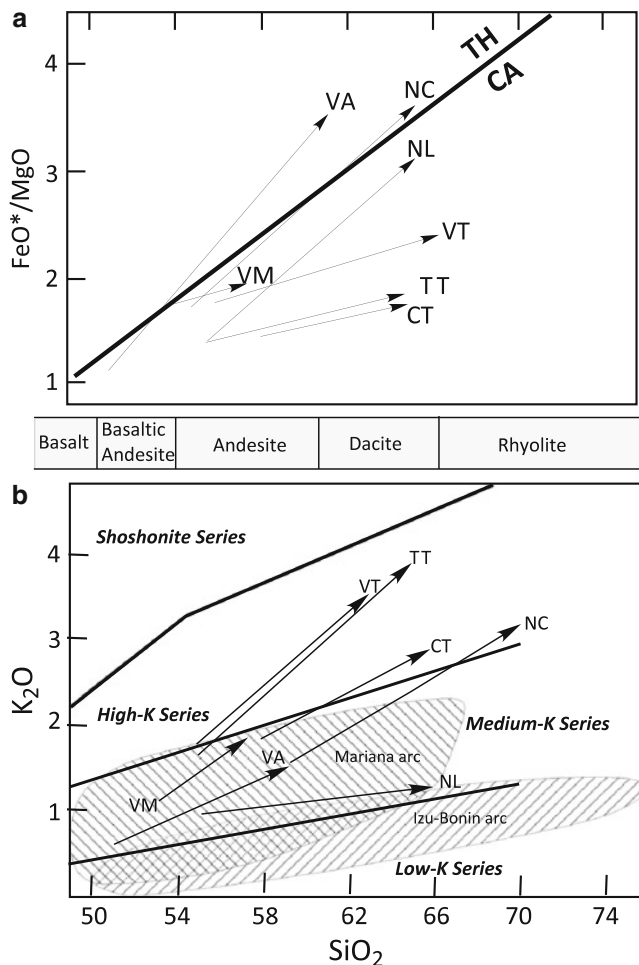 a
TH
CA
4
3
2
1
FeO*/MgO
VA
NC
NL
VT
VM
TT
CT
Basalt
Basaltic
Andesite
Andesite
Dacite
Rhyolite
b
Shoshonite Series
4
3
2
1
K₂O
TT
VT
NC
CT
High-K Series
Medium-K Series
VA
Mariana arc
VM
NL
Izu-Bonin arc
Low-K Series
50 54 58 62 66 70 74
SiO₂